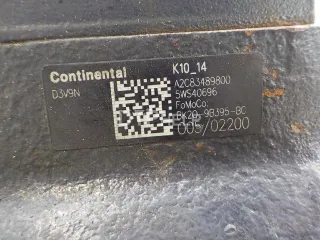 Continental K10_14
D3V9N A2C83489800
5WS40696
FoMoCo:
BK2Q-9B395-BC
005/02200